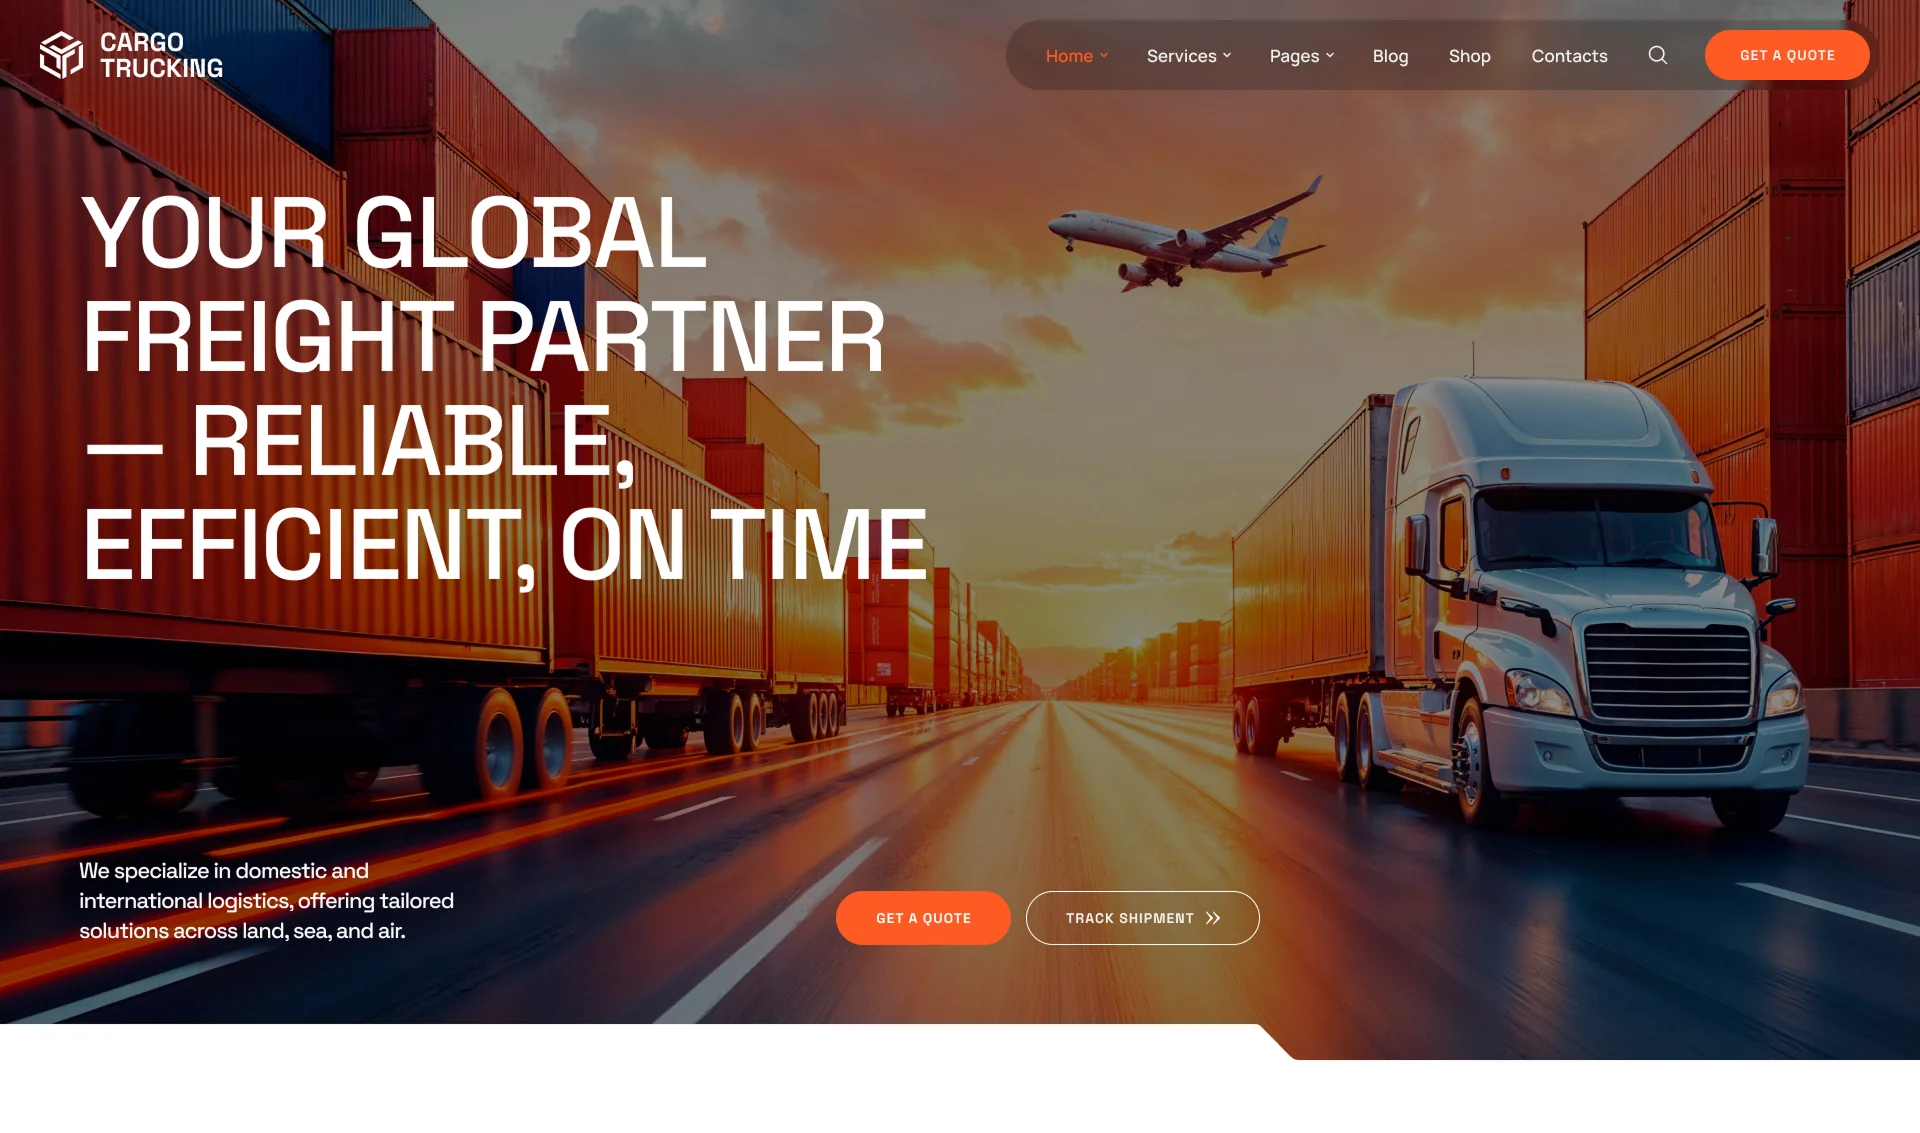 CARGO
TRUCKING
Home
Services
Pages
Blog
Shop
Contacts
GET A QUOTE
YOUR GLOBAL
FREIGHT PARTNER
— RELIABLE,
EFFICIENT, ON TIME
We specialize in domestic and
international logistics, offering tailored
solutions across land, sea, and air.
GET A QUOTE
TRACK SHIPMENT